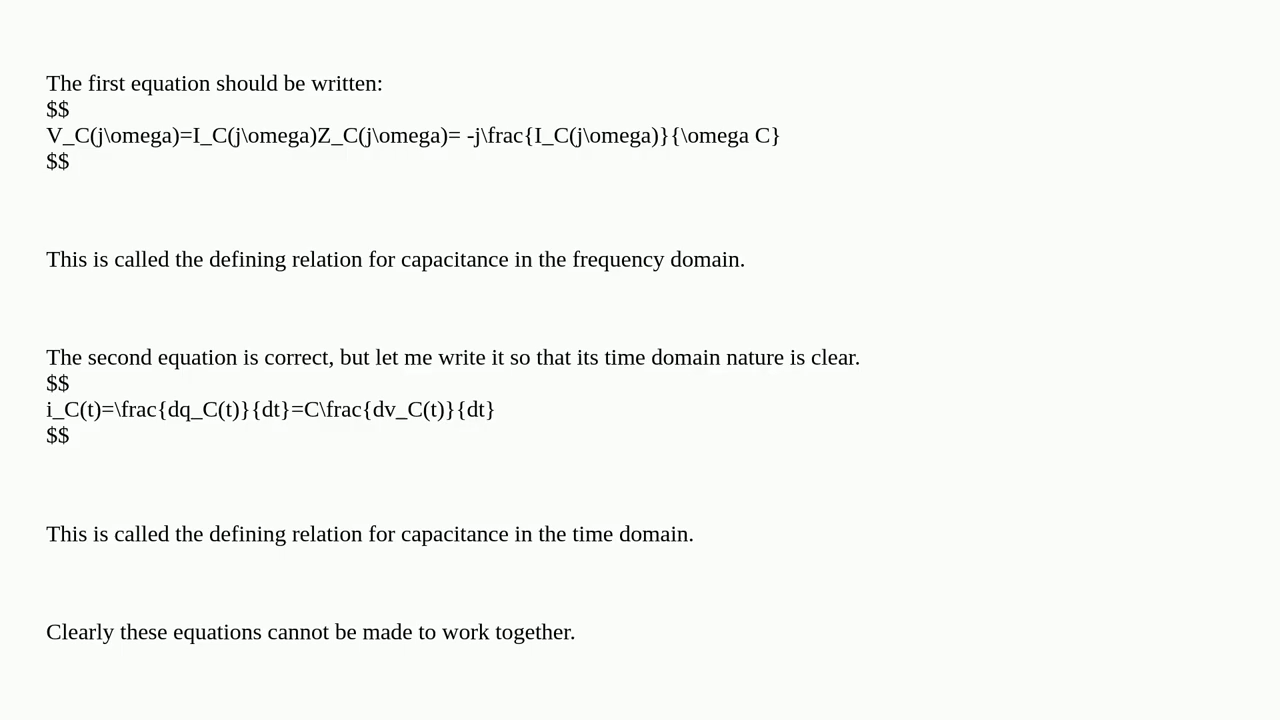 The first equation should be written:
$$
V_C(j\omega)=I_C(j\omega)Z_C(j\omega)= -j\frac{I_C(j\omega)}{\omega C}
$$
This is called the defining relation for capacitance in the frequency domain.
The second equation is correct, but let me write it so that its time domain nature is clear.
$$
i_C(t)=\frac{dq_C(t)}{dt}=C\frac{dv_C(t)}{dt}
$$
This is called the defining relation for capacitance in the time domain.
Clearly these equations cannot be made to work together.